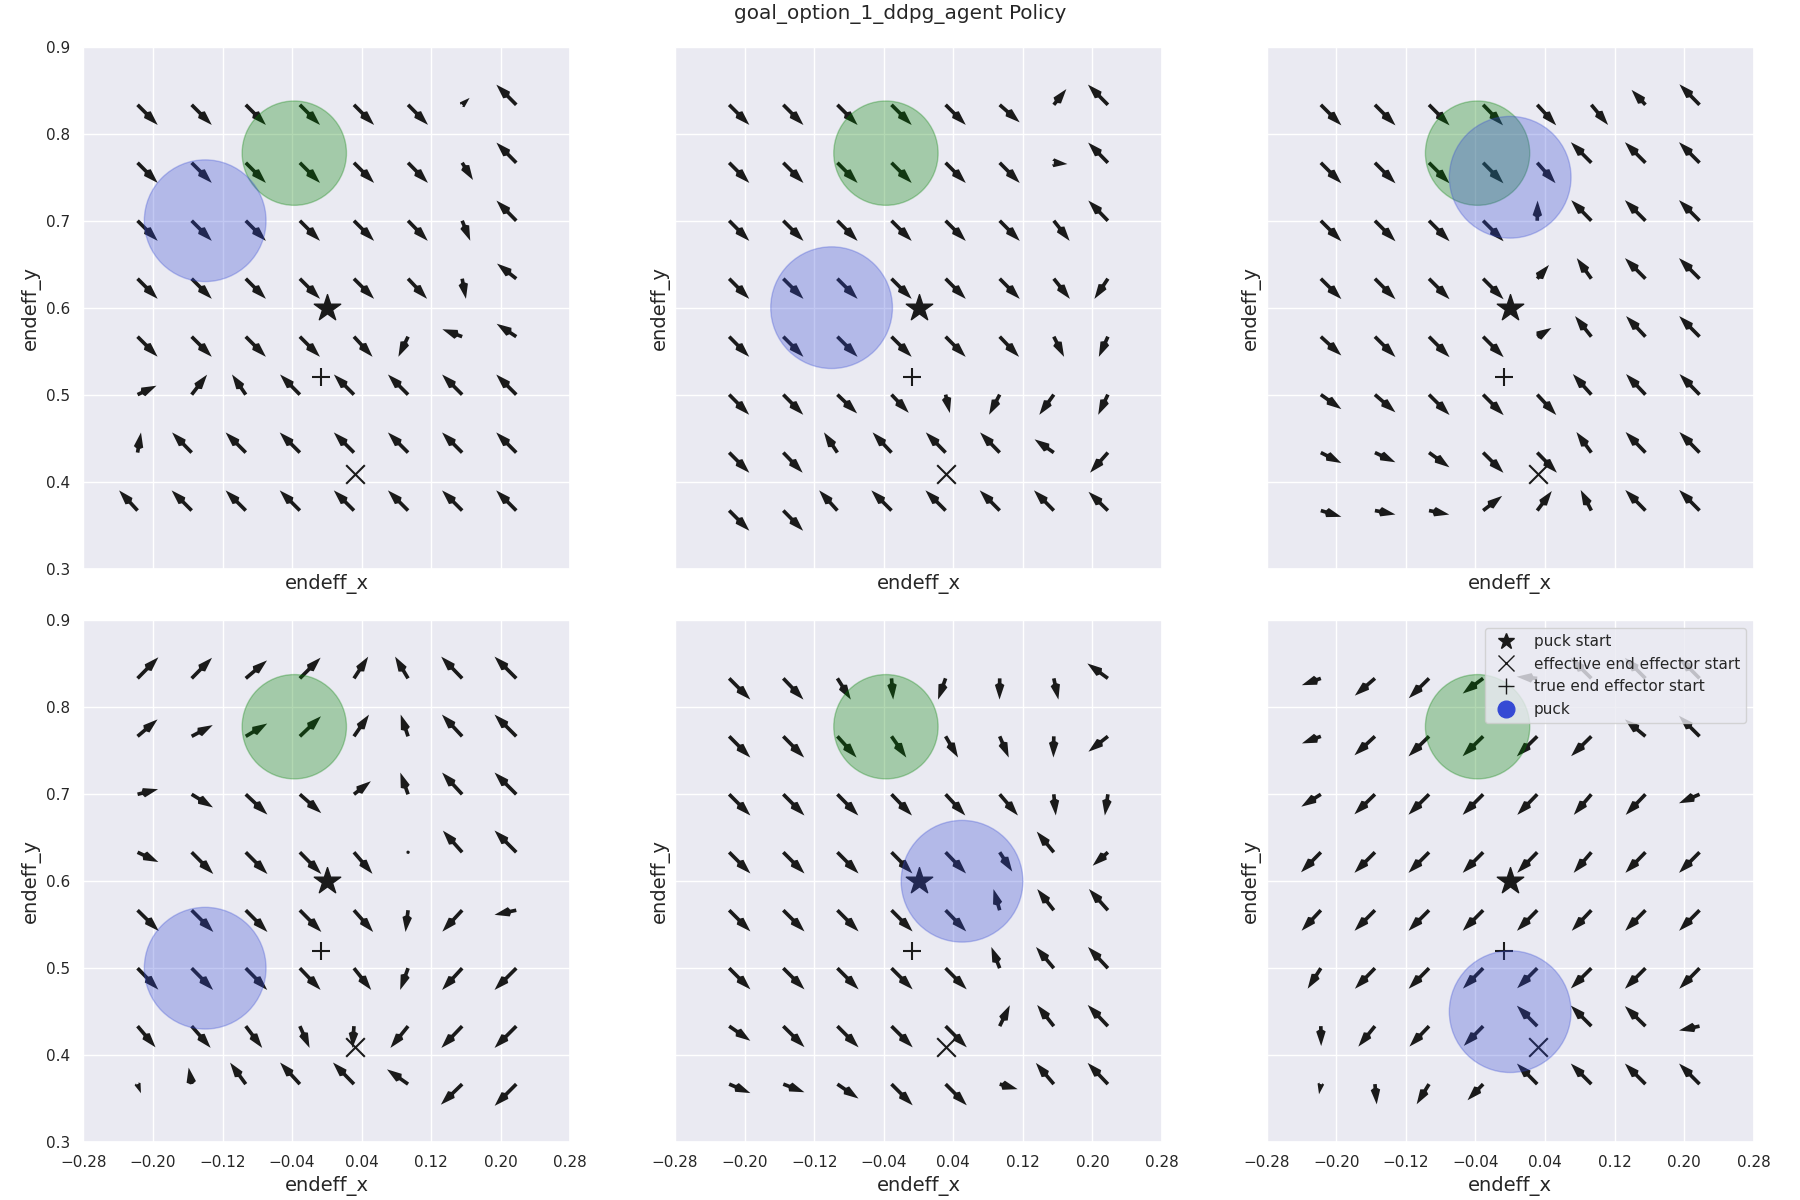 goal_option_1_ddpg_agent Policy
0.9
0.8
0.7
0.6
0.5
0.4
0.3
endeff_y
endeff_x
endeff_y
endeff_x
endeff_y
endeff_x
0.9
0.8
0.7
0.6
0.5
0.4
0.3
endeff_y
−0.28 −0.20 −0.12 −0.04 0.04 0.12 0.20 0.28
endeff_x
endeff_y
−0.28 −0.20 −0.12 −0.04 0.04 0.12 0.20 0.28
endeff_x
puck start
effective end effector start
true end effector start
puck
endeff_y
−0.28 −0.20 −0.12 −0.04 0.04 0.12 0.20 0.28
endeff_x